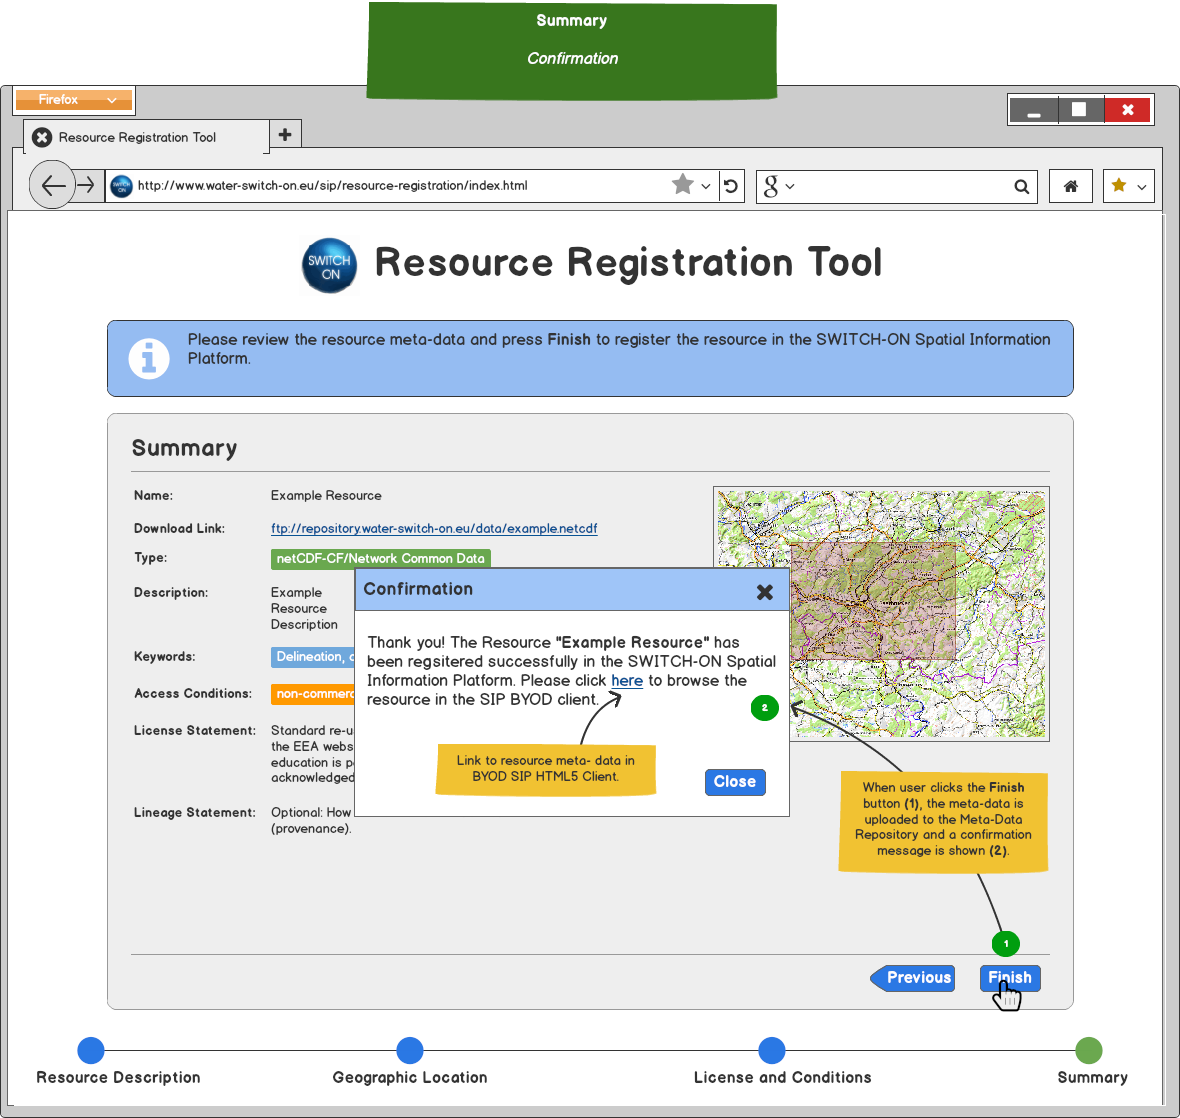 Summary
Confirmation
Firefox
Resource Registration Tool
http://www.water-switch-on.eu/sip/resource-registration/index.html
g
SWITCH
ON
Resource Registration Tool
Please review the resource meta-data and press Finish to register the resource in the SWITCH-ON Spatial Information
Platform.
Summary
Name: Example Resource
Download Link: ftp://repository.water-switch-on.eu/data/example.netcdf
Type: netCDF-CF/Network Common Data
Description: Example
Resource
Description
Keywords: Delineation, c
Access Conditions: non-commerc
License Statement: Standard re-u
the EEA webs
education is p
acknowledged
Lineage Statement: Optional: How
(provenance).
Confirmation
Thank you! The Resource "Example Resource" has
been regsitered successfully in the SWITCH-ON Spatial
Information Platform. Please click here to browse the
resource in the SIP BYOD client.
2
Link to resource meta- data in
BYOD SIP HTML5 Client.
Close
When user clicks the Finish
button (1), the meta-data is
uploaded to the Meta-Data
Repository and a confirmation
message is shown (2).
1
Previous
Finish
Resource Description
Geographic Location
License and Conditions
Summary